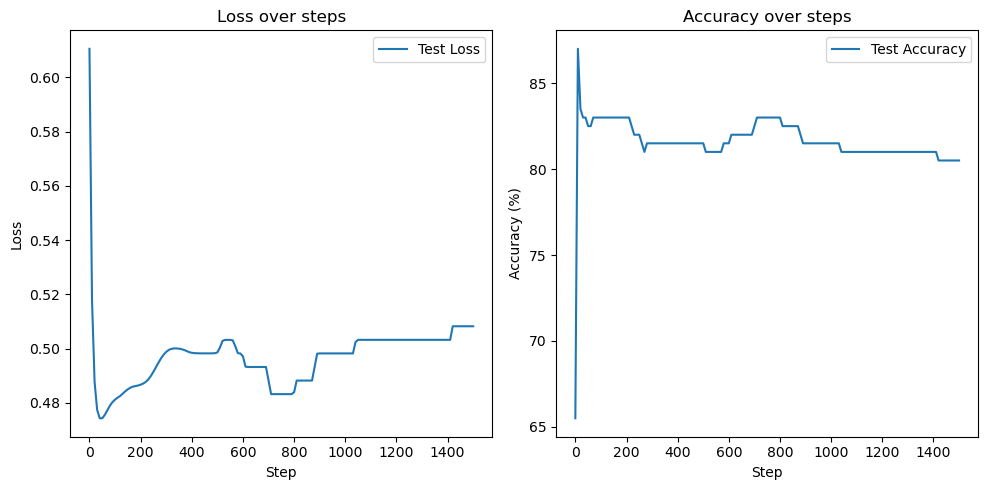 Loss over steps
Test Loss
0.60
0.58
0.56
0.54
0.52
0.50
0.48
Loss
0 200 400 600 800 1000 1200 1400
Step
Accuracy over steps
Test Accuracy
85
80
75
70
65
Accuracy (%)
0 200 400 600 800 1000 1200 1400
Step